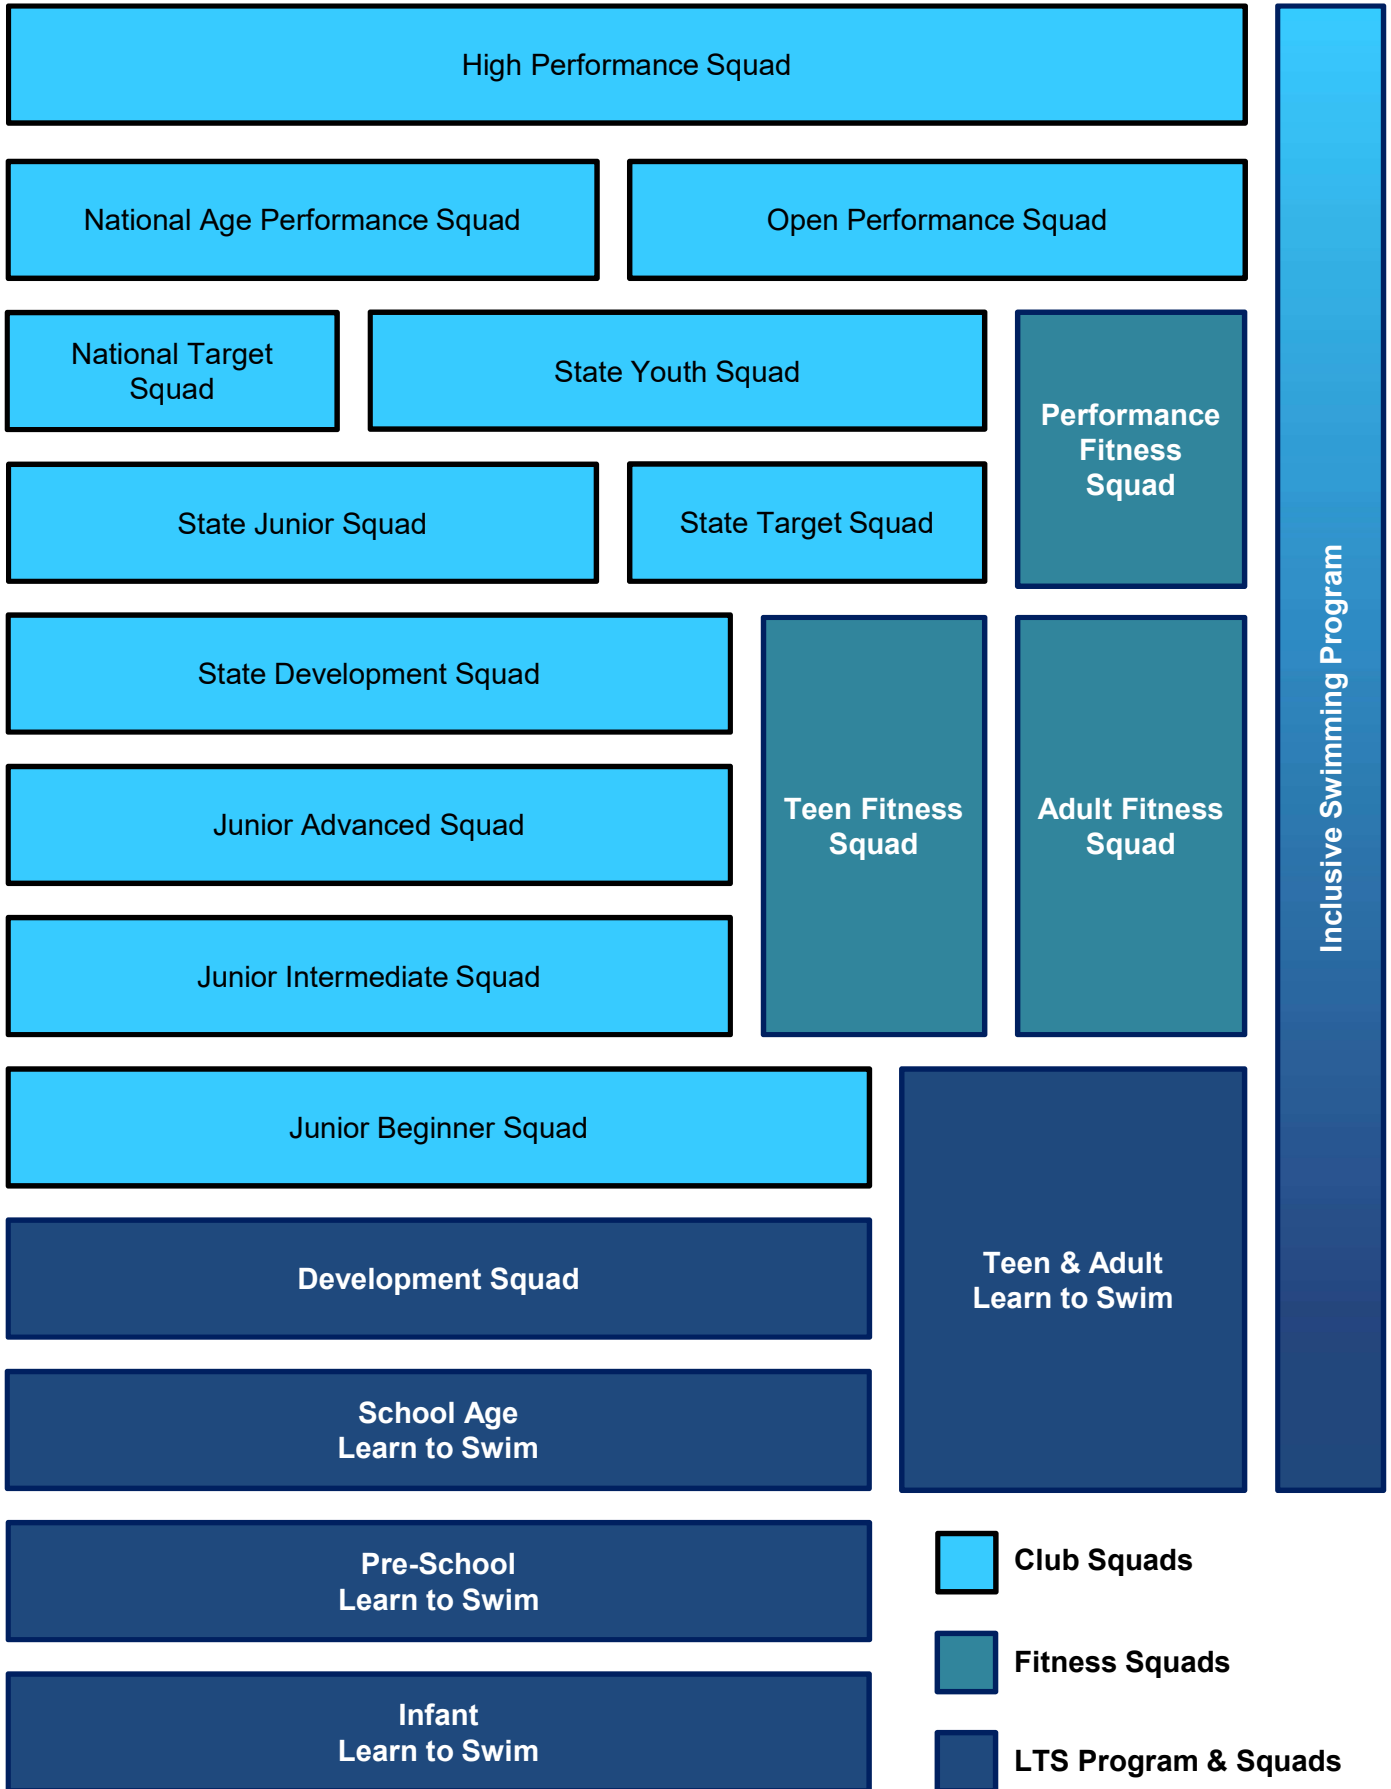 High Performance Squad
National Age Performance Squad
Open Performance Squad
National Target
Squad
State Youth Squad
Performance
Fitness
Squad
State Junior Squad
State Target Squad
State Development Squad
Teen Fitness
Squad
Adult Fitness
Squad
Junior Advanced Squad
Junior Intermediate Squad
Inclusive Swimming Program
Junior Beginner Squad
Teen & Adult
Learn to Swim
Development Squad
School Age
Learn to Swim
Pre-School
Learn to Swim
Infant
Learn to Swim
Club Squads
Fitness Squads
LTS Program & Squads